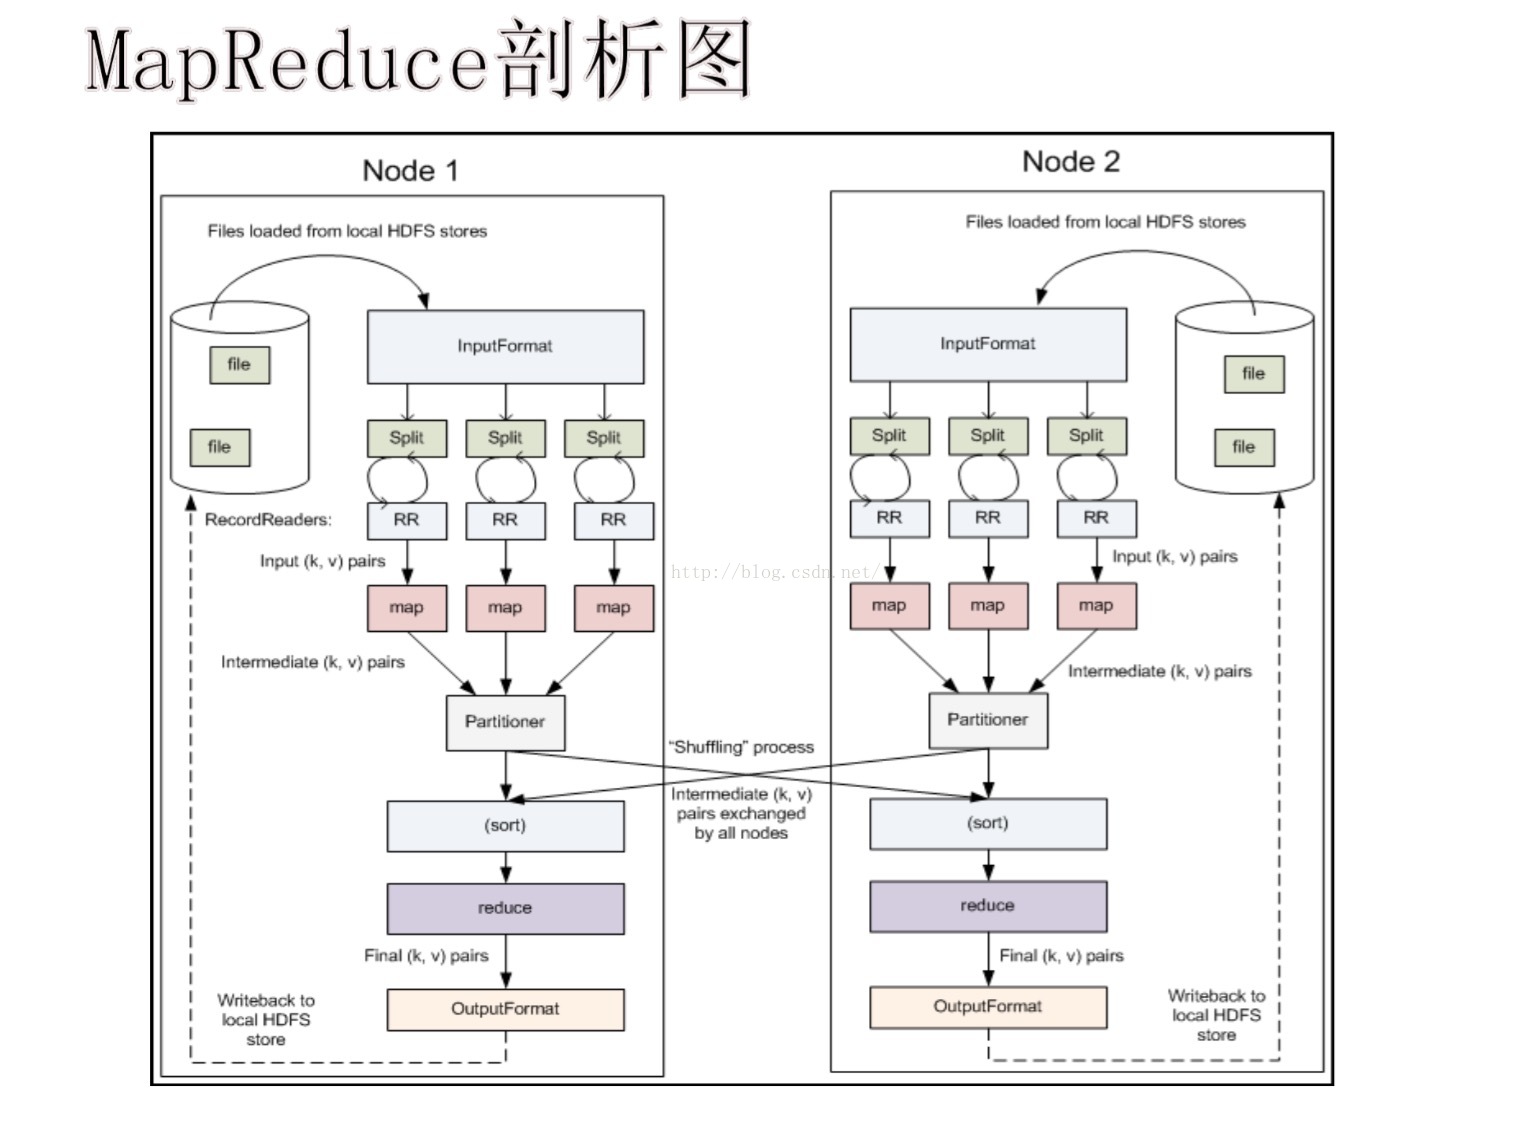 MapReduce剖析图
Node 1
Files loaded from local HDFS stores
InputFormat
file
file
Split Split Split
RecordReaders:
RR RR RR
Input (k, v) pairs
map map map
Intermediate (k, v) pairs
Partitioner
(sort)
reduce
Final (k, v) pairs
OutputFormat
Writeback to
local HDFS
store
http://blog.csdn.net/
"Shuffling" process
Intermediate (k, v)
pairs exchanged
by all nodes
Node 2
Files loaded from local HDFS stores
InputFormat
file
file
Split Split Split
RR RR RR
Input (k, v) pairs
map map map
Intermediate (k, v) pairs
Partitioner
(sort)
reduce
Final (k, v) pairs
OutputFormat
Writeback to
local HDFS
store